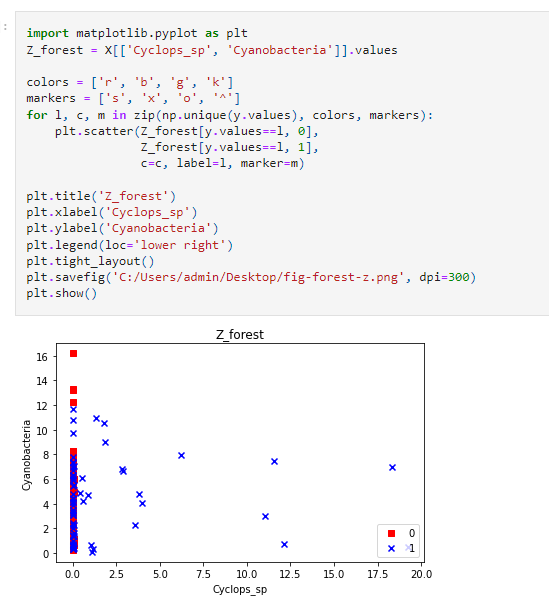 :
import matplotlib.pyplot as plt
Z_forest = X[['Cyclops_sp', 'Cyanobacteria']].values
colors = ['r', 'b', 'g', 'k']
markers = ['s', 'x', 'o', '^']
for l, c, m in zip(np.unique(y.values), colors, markers):
    plt.scatter(Z_forest[y.values==l, 0],
                Z_forest[y.values==l, 1],
                c=c, label=l, marker=m)
plt.title('Z_forest')
plt.xlabel('Cyclops_sp')
plt.ylabel('Cyanobacteria')
plt.legend(loc='lower right')
plt.tight_layout()
plt.savefig('C:/Users/admin/Desktop/fig-forest-z.png', dpi=300)
plt.show()
Z_forest
16
14
12
10
8
6
4
2
0
Cyanobacteria
0
1
0.0 2.5 5.0 7.5 10.0 12.5 15.0 17.5 20.0
Cyclops_sp